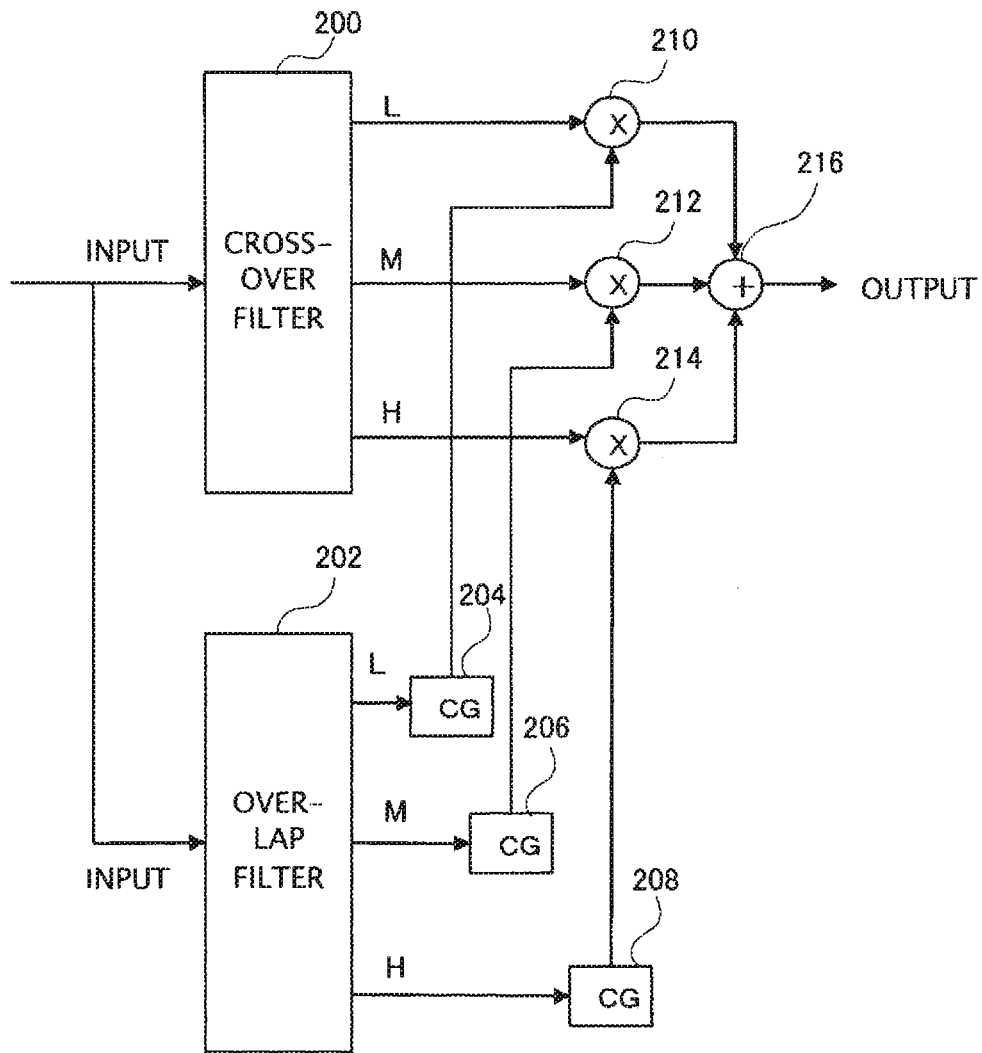 200
210
L
X
216
212
INPUT
CROSS-
OVER
FILTER
M
X
+
OUTPUT
214
H
X
202
204
L
CG
206
OVER-
LAP
FILTER
M
CG
INPUT
208
H
CG